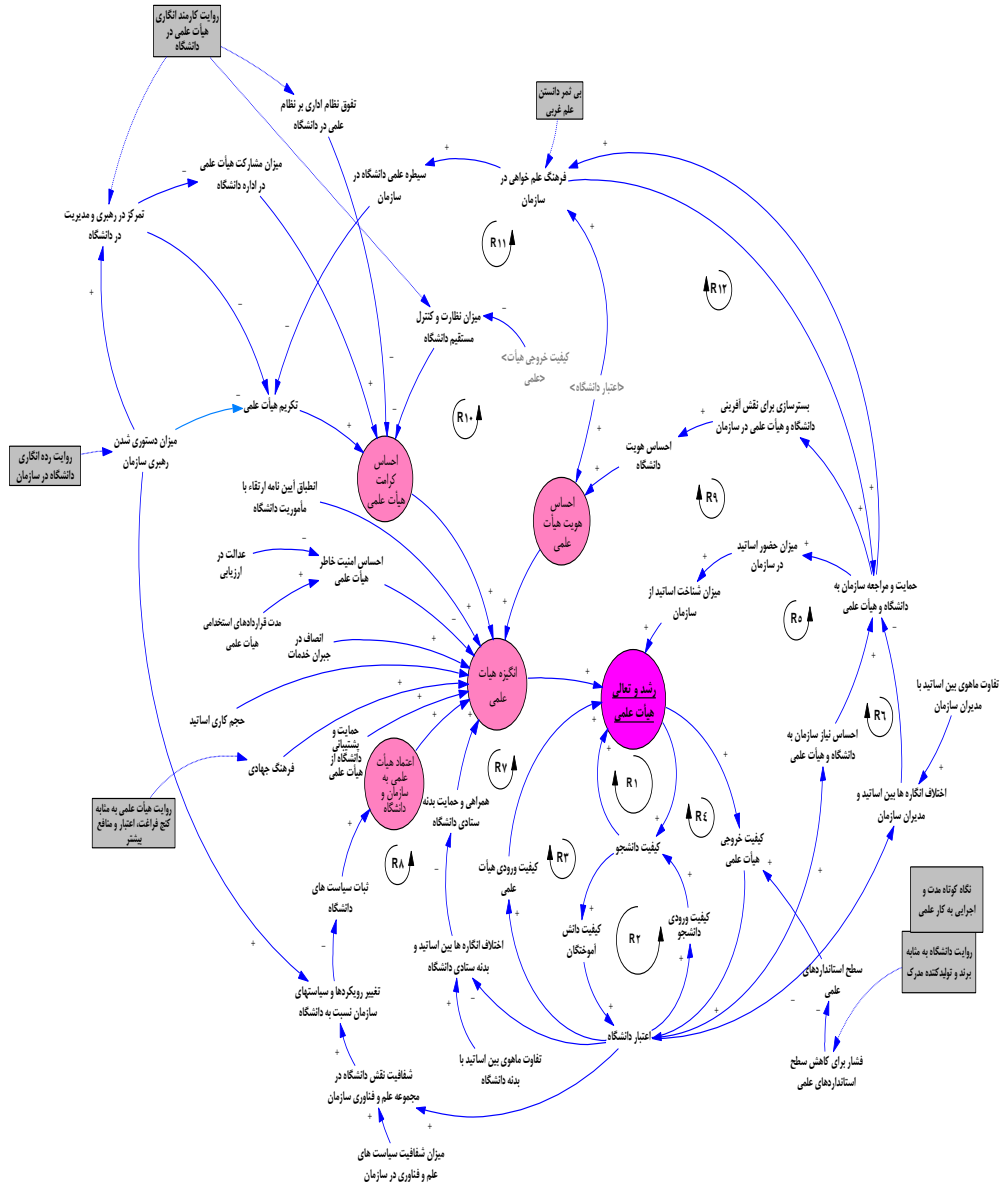 روایت کارمند انگاری
هیأت علمی در
دانشگاه
تفوق نظام اداری بر نظام
علمی در دانشگاه
بی ثمر دانستن
علم غربی
میزان مشارکت هیأت علمی
در اداره دانشگاه
سیطره علمی دانشگاه در
سازمان
فرهنگ علم خواهی در
سازمان
تمرکز در رهبری و مدیریت
در دانشگاه
R11
R12
میزان نظارت و کنترل
مستقیم دانشگاه
<کیفیت خروجی هیأت
علمی>
<اعتبار دانشگاه>
تکریم هیأت علمی
R10
بسترسازی برای نقش آفرینی
دانشگاه و هیأت علمی در سازمان
میزان دستوری شدن
رهبری سازمان
روایت رده انگاری
دانشگاه در سازمان
احساس
کرامت
هیأت علمی
احساس هویت
دانشگاه
انطباق آیین نامه ارتقاء با
مأموریت دانشگاه
احساس
هویت هیأت
علمی
R9
عدالت در
ارزیابی
احساس امنیت خاطر
هیأت علمی
میزان حضور اساتید
در سازمان
میزان شناخت اساتید از
سازمان
حمایت و مراجعه سازمان به
دانشگاه و هیأت علمی
R5
مدت قراردادهای استخدامی
هیأت علمی
انصاف در
جبران خدمات
انگیزه هیات
علمی
رشد و تعالی
هیأت علمی
تفاوت ماهوی بین اساتید با
مدیران سازمان
حجم کاری اساتید
R6
احساس نیاز سازمان به
دانشگاه و هیأت علمی
حمایت و
پشتیبانی
دانشگاه از
هیأت علمی
فرهنگ جهادی
اعتماد هیأت
علمی به
سازمان و
دانشگاه
R7
R1
اختلاف انگاره ها بین اساتید و
مدیران سازمان
روایت هیأت علمی به مثابه
کنج فراغت، اعتبار و منافع
بیشتر
همراهی و حمایت بدنه
ستادی دانشگاه
R4
کیفیت خروجی
هیأت علمی
کیفیت دانشجو
R8
کیفیت ورودی هیأت
علمی
R3
نگاه کوتاه مدت و
اجرایی به کار علمی
ثبات سیاست های
دانشگاه
کیفیت دانش
آموختگان
R2
کیفیت ورودی
دانشجو
روایت دانشگاه به مثابه
برند و تولیدکننده مدرک
اختلاف انگاره ها بین اساتید و
بدنه ستادی دانشگاه
سطح استانداردهای
علمی
تغییر رویکردها و سیاستهای
سازمان نسبت به دانشگاه
اعتبار دانشگاه
تفاوت ماهوی بین اساتید با
بدنه دانشگاه
فشار برای کاهش سطح
استانداردهای علمی
شفافیت نقش دانشگاه در
مجموعه علم و فناوری سازمان
میزان شفافیت سیاست های
علم و فناوری در سازمان